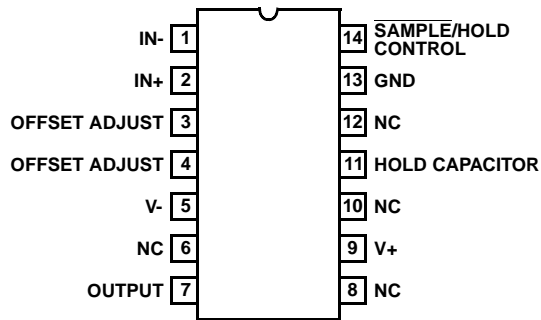 IN- 1
IN+ 2
OFFSET ADJUST 3
OFFSET ADJUST 4
V- 5
NC 6
OUTPUT 7
14 SAMPLE/HOLD
CONTROL
13 GND
12 NC
11 HOLD CAPACITOR
10 NC
9 V+
8 NC